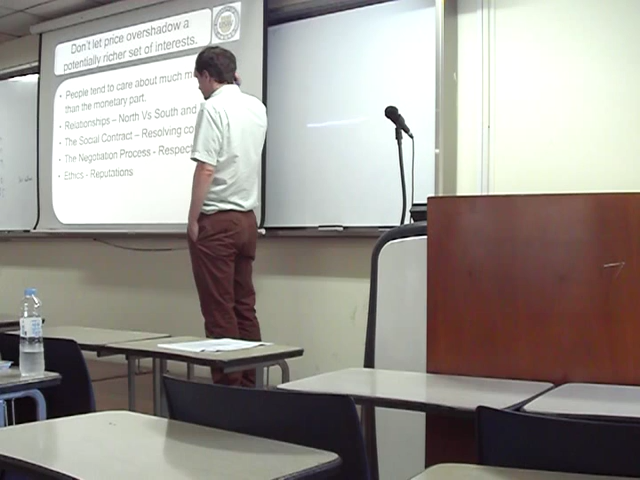 Don't let price overshadow a
potentially richer set of interests.
• People tend to care about much
than the monetary part.
• Relationships – North Vs South and
• The Social Contract – Resolving
• The Negotiation Process - Respect
• Ethics - Reputations